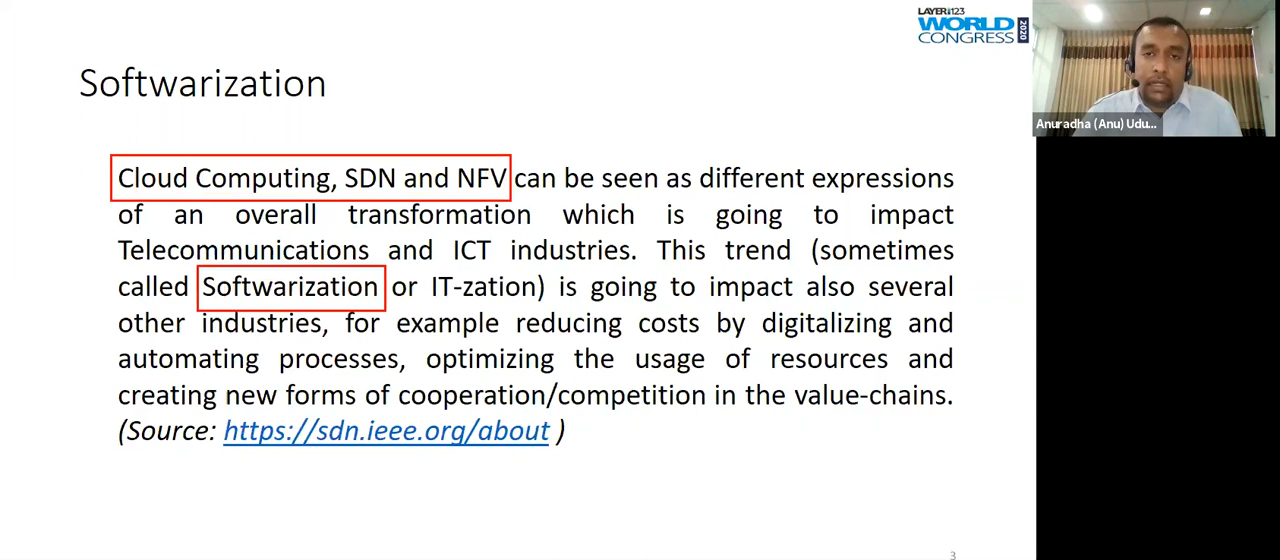 LAYER123
WORLD
CONGRESS 2020
Anuradha (Anu) Udu...
Softwarization
Cloud Computing, SDN and NFV can be seen as different expressions
of an overall transformation which is going to impact
Telecommunications and ICT industries. This trend (sometimes
called Softwarization or IT-zation) is going to impact also several
other industries, for example reducing costs by digitalizing and
automating processes, optimizing the usage of resources and
creating new forms of cooperation/competition in the value-chains.
(Source: https://sdn.ieee.org/about )
3